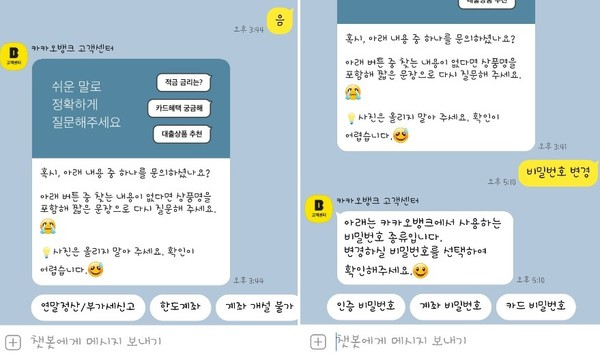 음
오후 3:44
카카오뱅크 고객센터
B
고객센터
쉬운 말로
정확하게
질문해주세요
적금 금리는?
카드혜택 궁금해
대출상품 추천
혹시, 아래 내용 중 하나를 문의하셨나요?
아래 버튼 중 찾는 내용이 없다면 상품명을
포함해 짧은 문장으로 다시 질문해 주세요.
사진은 올리지 말아 주세요. 확인이
어렵습니다.
오후 3:44
연말정산/부가세신고
한도계좌
계좌 개설 불가
챗봇에게 메시지 보내기
대출상품 추천
혹시, 아래 내용 중 하나를 문의하셨나요?
아래 버튼 중 찾는 내용이 없다면 상품명을
포함해 짧은 문장으로 다시 질문해 주세요.
사진은 올리지 말아 주세요. 확인이
어렵습니다.
오후 3:41
오후 5:10
비밀번호 변경
카카오뱅크 고객센터
B
고객센터
아래는 카카오뱅크에서 사용하는
비밀번호 종류입니다.
변경하실 비밀번호를 선택하여
확인해주세요.
오후 5:10
인증 비밀번호
계좌 비밀번호
카드 비밀번호
챗봇에게 메시지 보내기